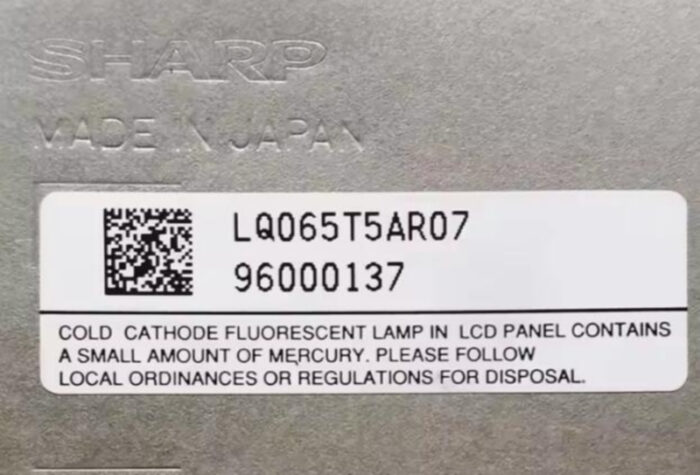 SHARP
MADE IN JAPAN
LQ065T5AR07
96000137
COLD CATHODE FLUORESCENT LAMP IN LCD PANEL CONTAINS
A SMALL AMOUNT OF MERCURY. PLEASE FOLLOW
LOCAL ORDINANCES OR REGULATIONS FOR DISPOSAL.